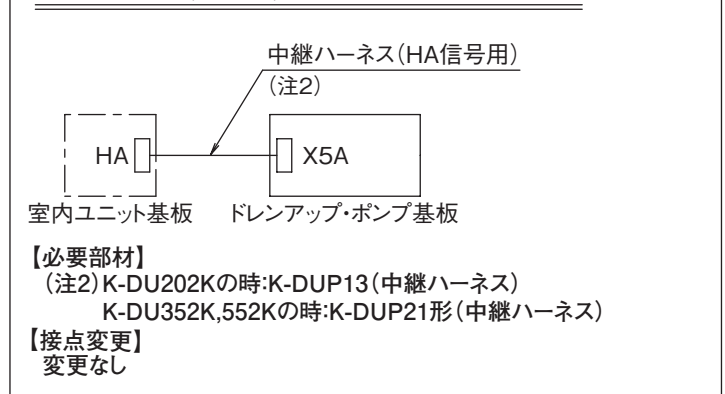 中継ハーネス(HA信号用)
(注2)
HA
X5A
室内ユニット基板 ドレンアップ・ポンプ基板
【必要部材】
(注2)K-DU202Kの時:K-DUP13(中継ハーネス)
K-DU352K,552Kの時:K-DUP21形(中継ハーネス)
【接点変更】
変更なし